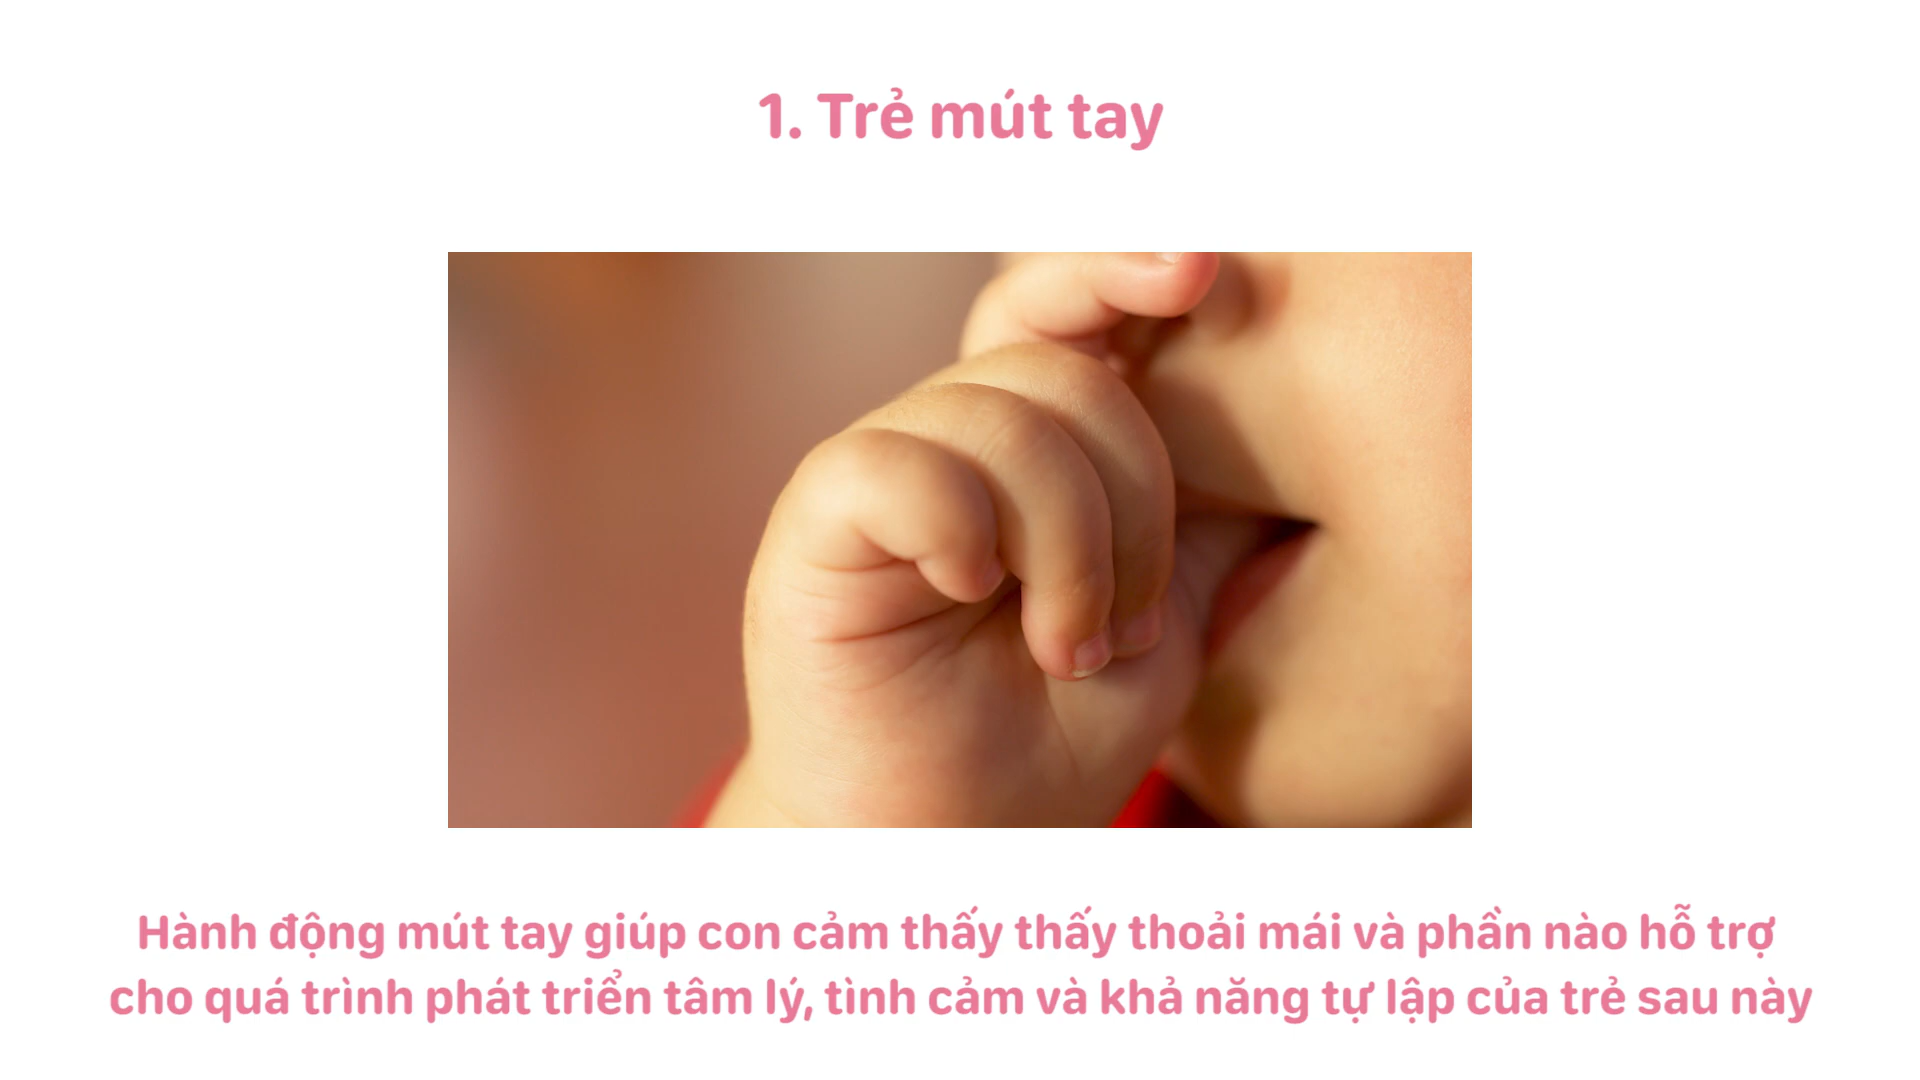 1. Trẻ mút tay
Hành động mút tay giúp con cảm thấy thấy thoải mái và phần nào hỗ trợ
cho quá trình phát triển tâm lý, tình cảm và khả năng tự lập của trẻ sau này